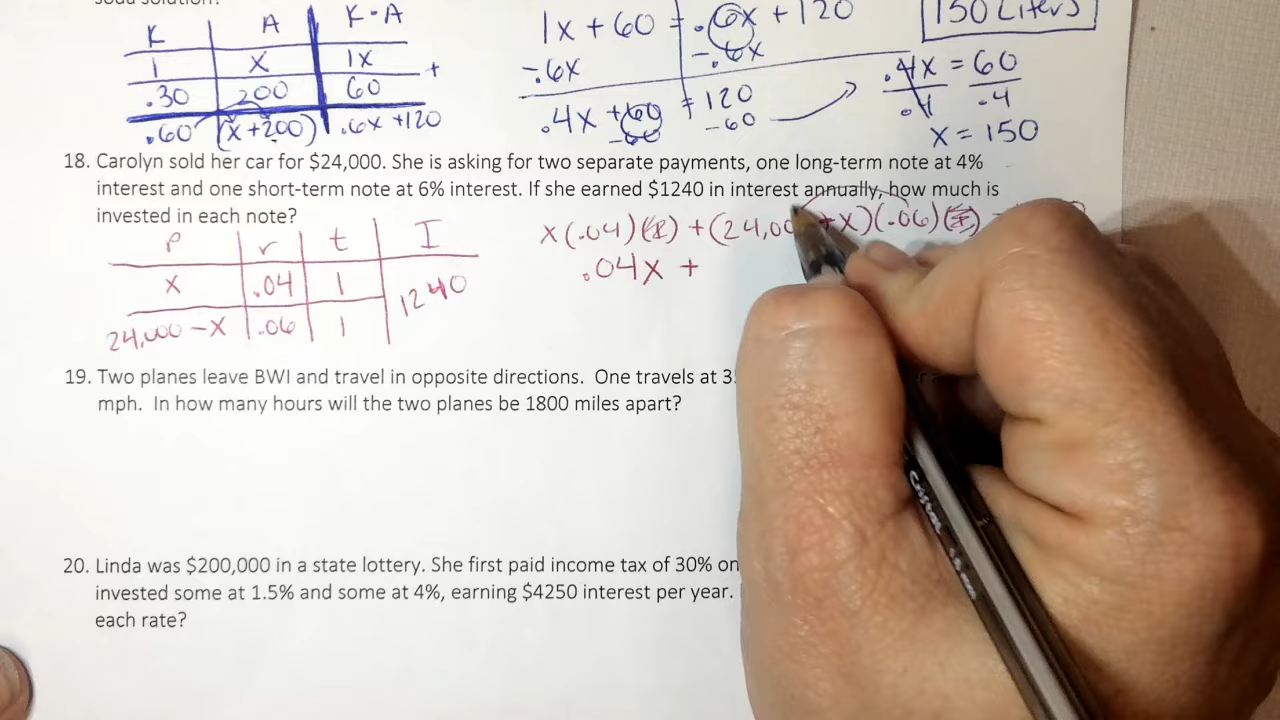 soda solution?
K A K · A
1 x 1x +
.30 200 60
.60 (x+200) .6x +120
1x + 60 = .6x + 120
-.6x -.6x
.4x + 60 = 120
-60 -60
150 Liters
.4x = 60
.4 .4
x = 150
18. Carolyn sold her car for $24,000. She is asking for two separate payments, one long-term note at 4%
interest and one short-term note at 6% interest. If she earned $1240 in interest annually, how much is
invested in each note?
P r t I
x .04 1 1240
24,000 - x .06 1
x(.04)(1) + (24,00 x)(.06)(1)
.04x +
19. Two planes leave BWI and travel in opposite directions. One travels at
mph. In how many hours will the two planes be 1800 miles apart?
20. Linda was $200,000 in a state lottery. She first paid income tax of 30% on
invested some at 1.5% and some at 4%, earning $4250 interest per year.
each rate?